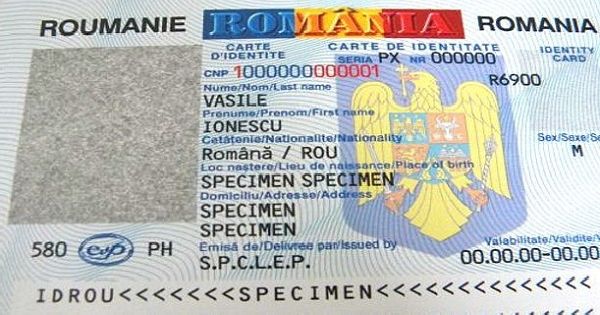 ROUMANIE ROMÂNIA ROMANIA
CARTE D'IDENTITE CARTE DE IDENTITATE IDENTITY CARD
SERIA PX NR 000000
CNP 1000000000001 R6900
Nume/Nom/Last name
VASILE
Prenume/Prenom/First name
IONESCU
Cetătenie/Nationalite/Nationality Sex/Sexe/Se
Română / ROU M
Loc nastere/Lieu de naissance/Place of birth
SPECIMEN SPECIMEN
Domiciliu/Adresse/Address
SPECIMEN
SPECIMEN
Emisă de/Delivree par/Issued by Valabilitate/Validite/
580 PH S.P.C.L.E.P. 00.00.00-00.00
IDROU<<<<<<<SPECIMEN<<<<<<<<<<<<<<